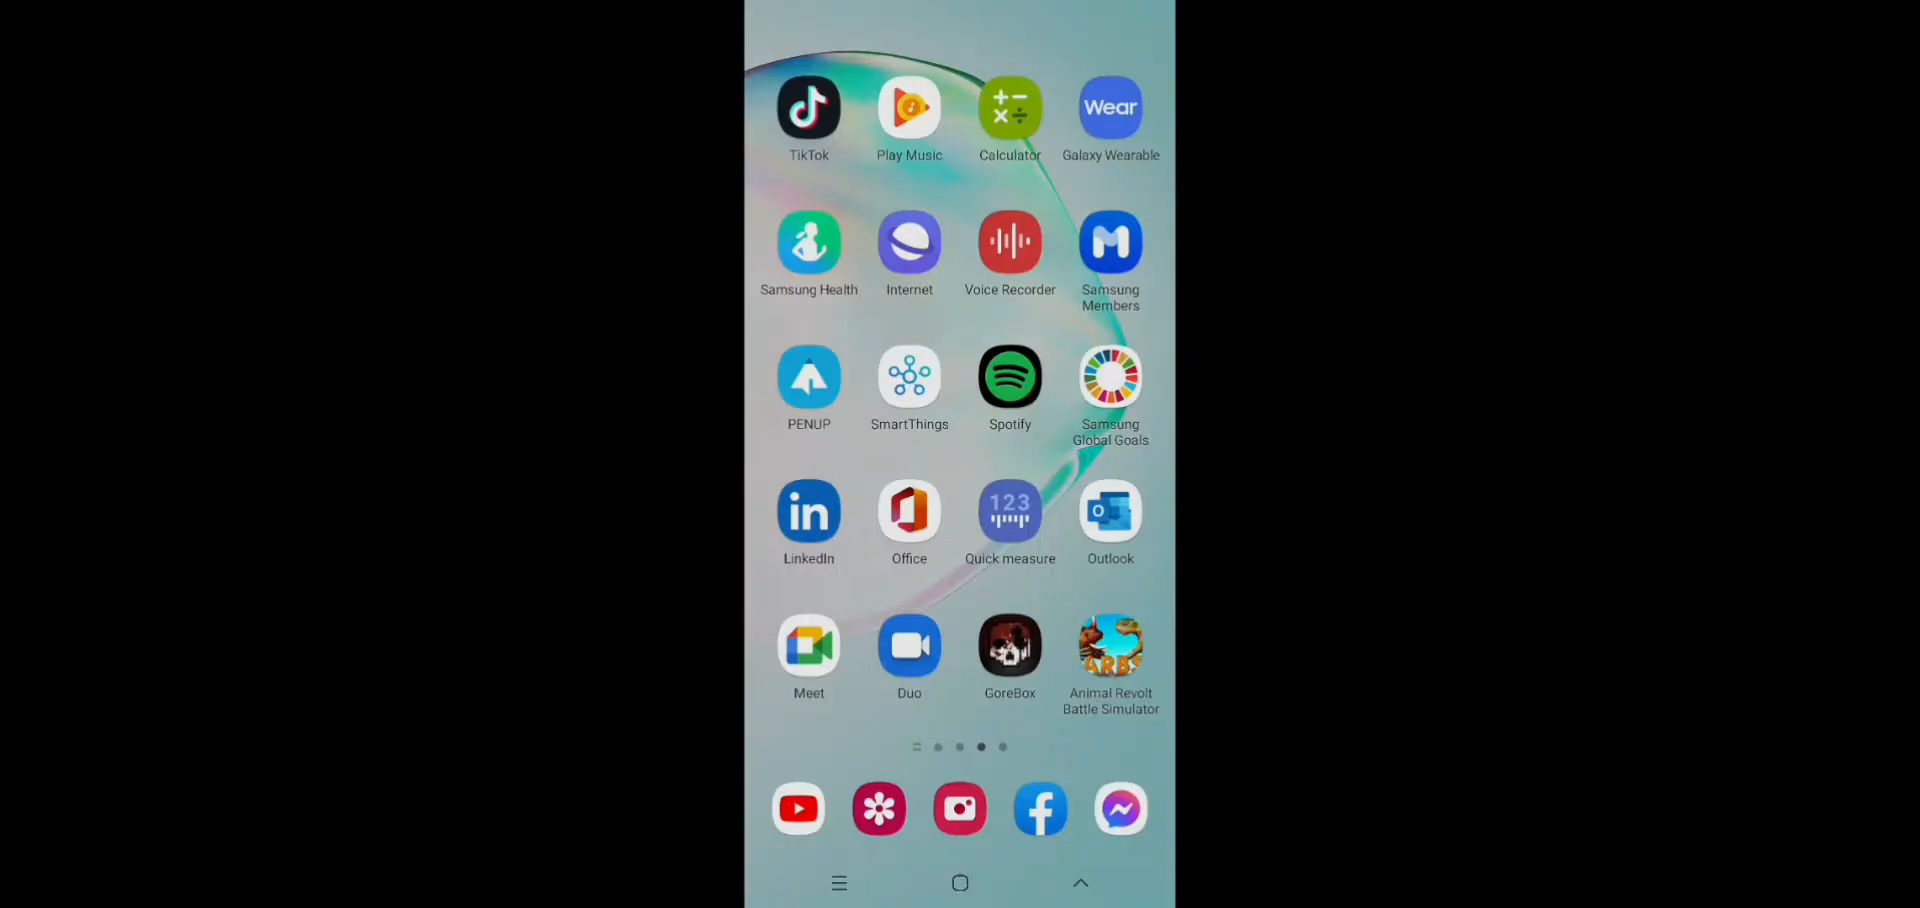 TikTok
Play Music
Calculator
Wear
Galaxy Wearable
Samsung Health
Internet
Voice Recorder
Samsung
Members
PENUP
SmartThings
Spotify
Samsung
Global Goals
in
LinkedIn
Office
123
Quick measure
O
Outlook
Meet
Duo
GoreBox
ARBS
Animal Revolt
Battle Simulator